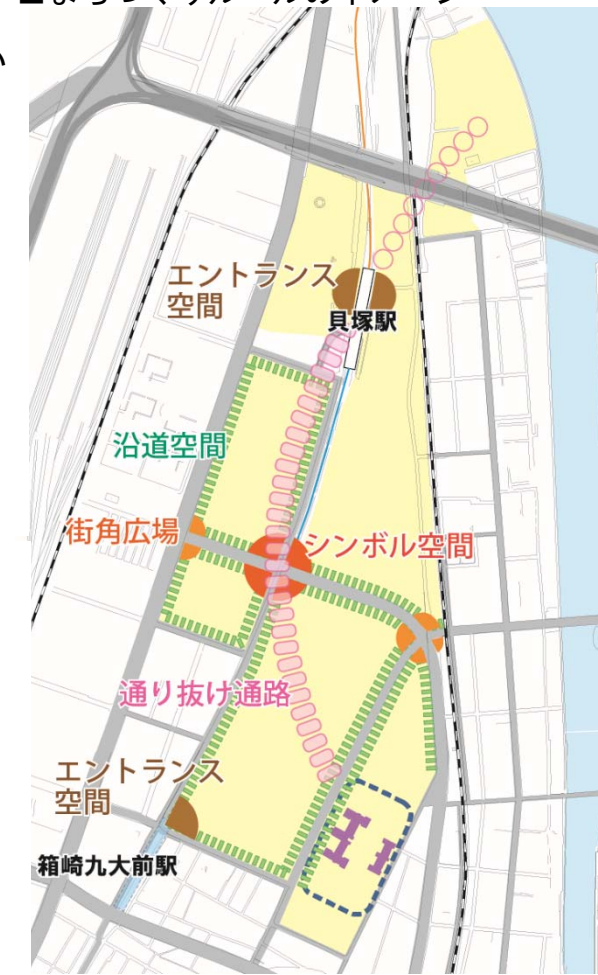 エントランス
空間
貝塚駅
沿道空間
街角広場
シンボル空間
通り抜け通路
エントランス
空間
箱崎九大前駅